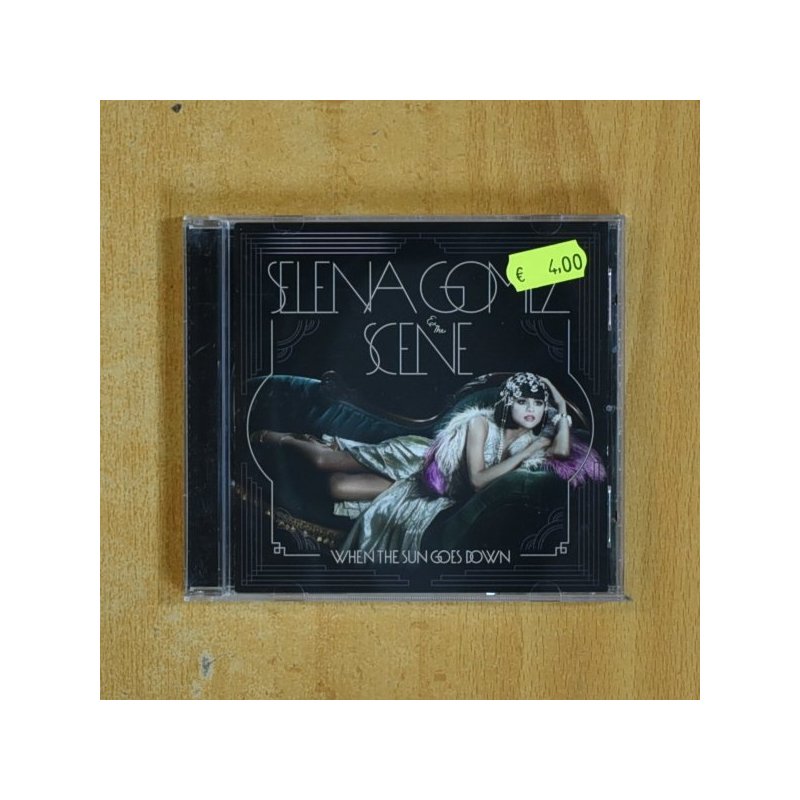 SELENA GOMEZ
& the
SCENE
€ 4,00
WHEN THE SUN GOES DOWN